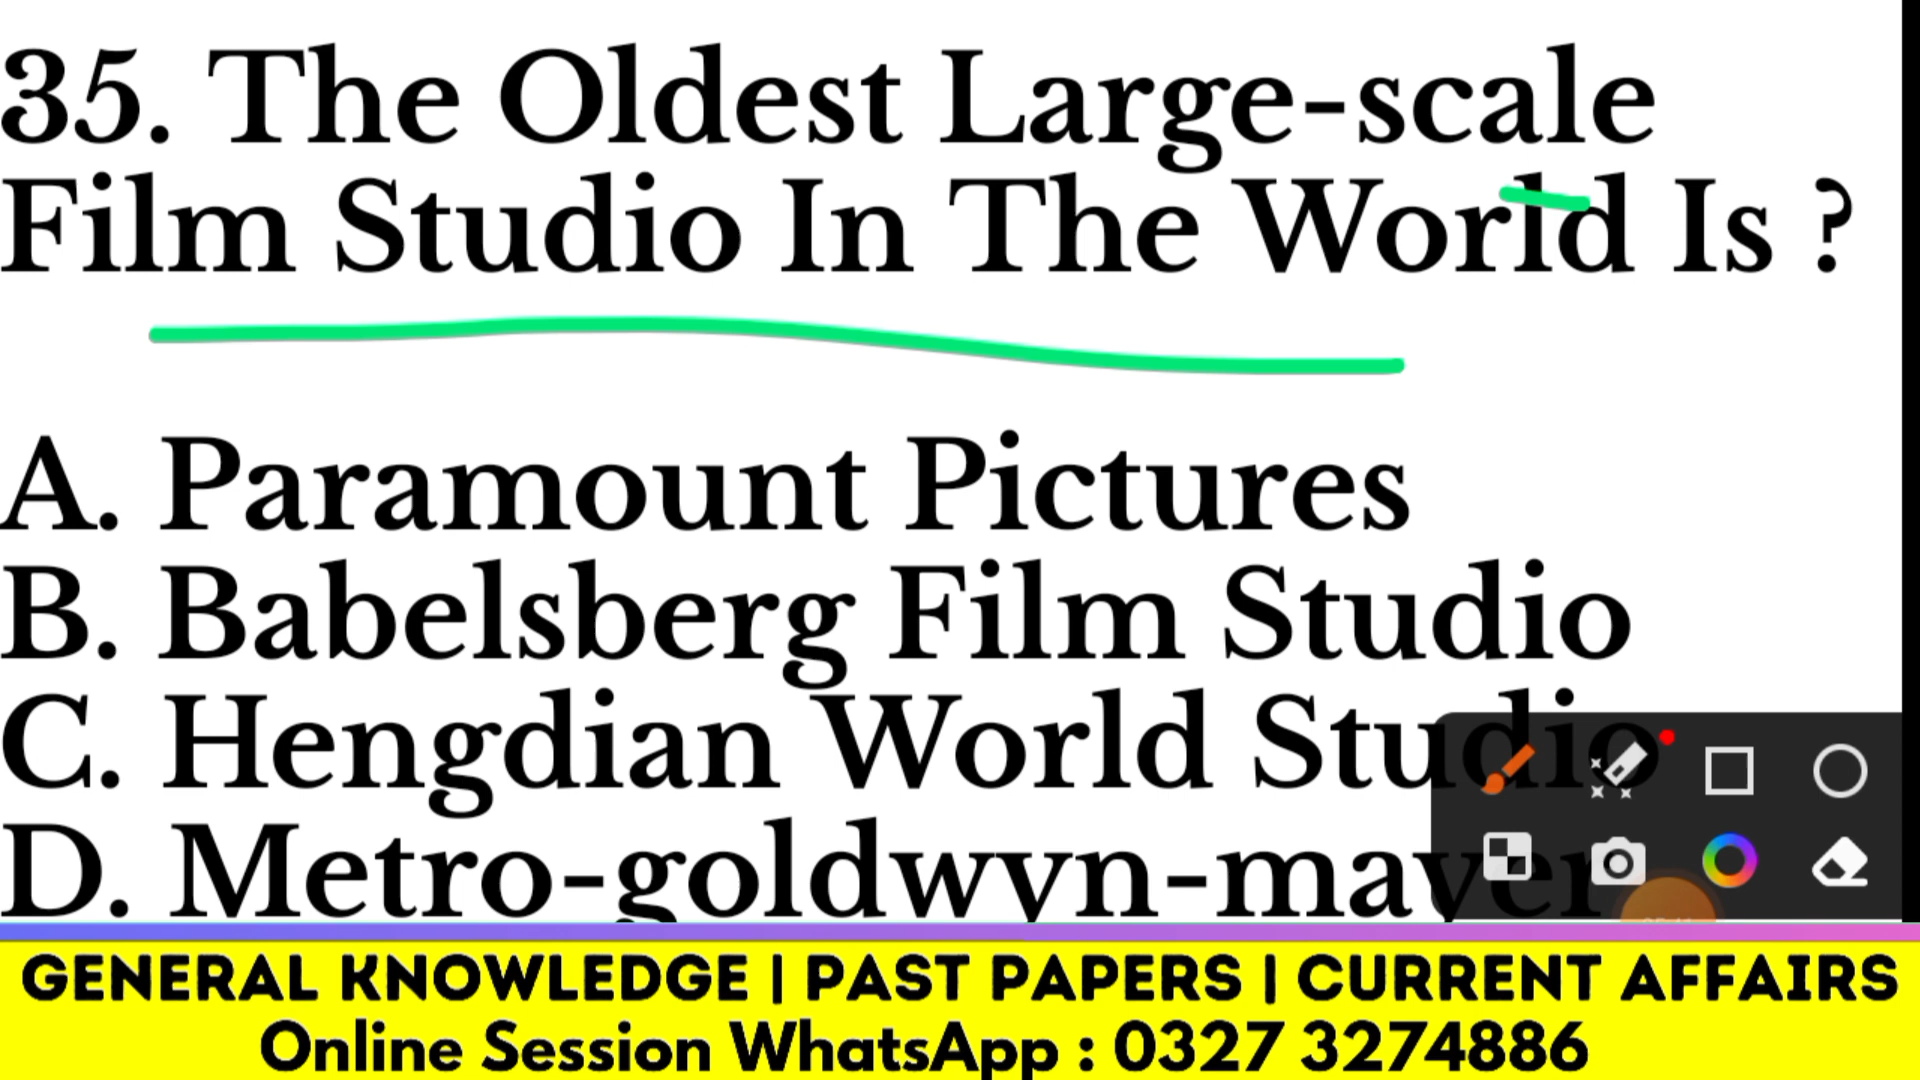 35. The Oldest Large-scale
Film Studio In The World Is ?
A. Paramount Pictures
B. Babelsberg Film Studio
C. Hengdian World Studio
D. Metro-goldwyn-mayer
GENERAL KNOWLEDGE | PAST PAPERS | CURRENT AFFAIRS
Online Session WhatsApp : 0327 3274886